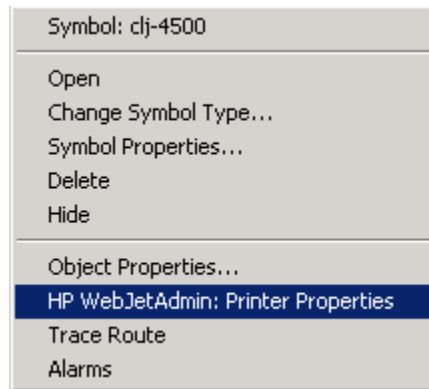 Symbol: clj-4500
Open
Change Symbol Type...
Symbol Properties...
Delete
Hide
Object Properties...
HP WebJetAdmin: Printer Properties
Trace Route
Alarms